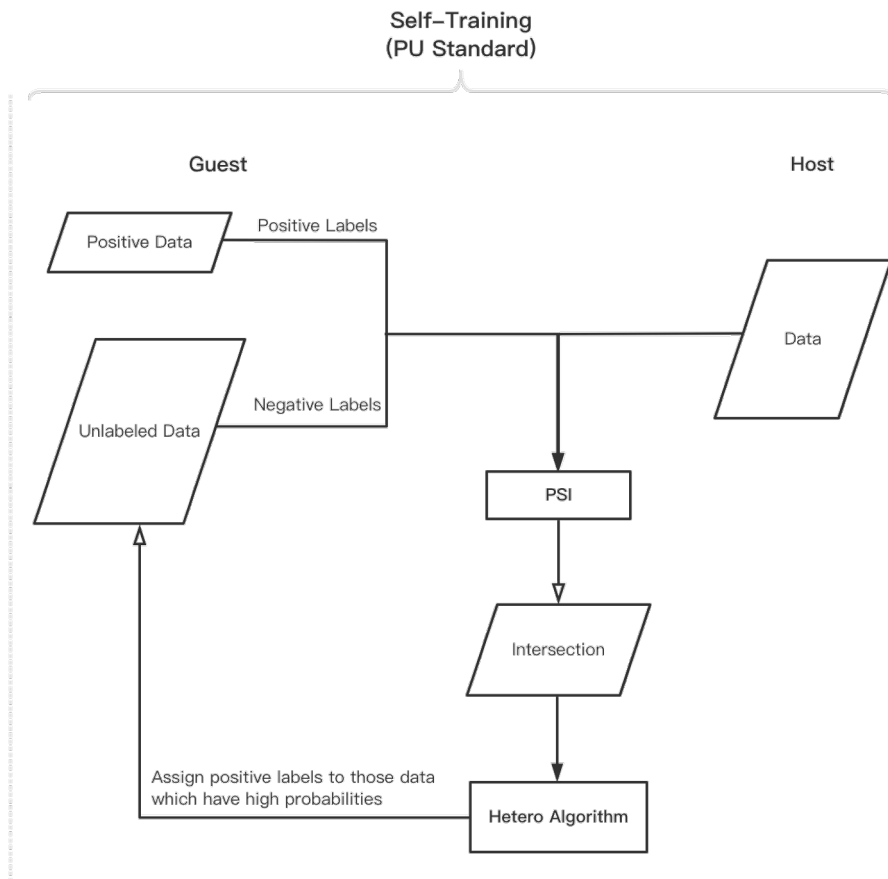 Self-Training
(PU Standard)
Guest
Host
Positive Data
Positive Labels
Data
Unlabeled Data
Negative Labels
PSI
Intersection
Assign positive labels to those data
which have high probabilities
Hetero Algorithm